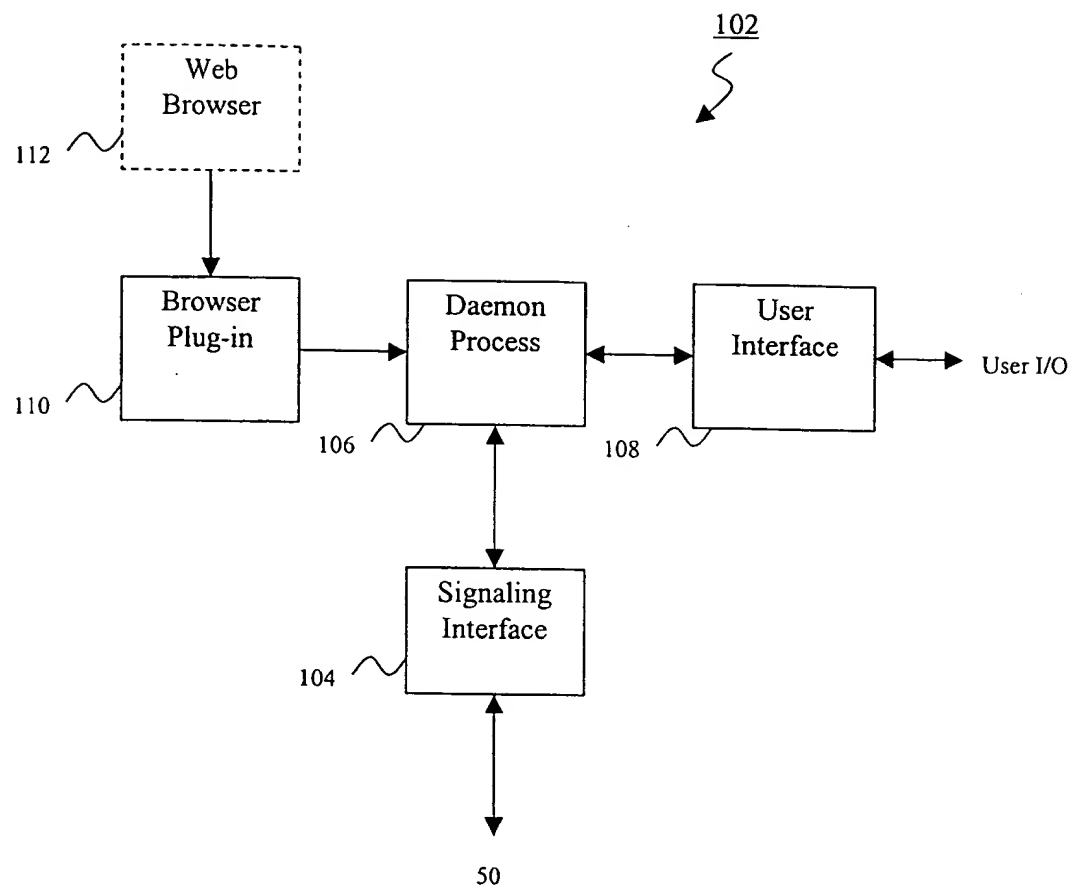 102
Web
Browser
112
Browser
Plug-in
110
Daemon
Process
106
User
Interface
108
User I/O
Signaling
Interface
104
50